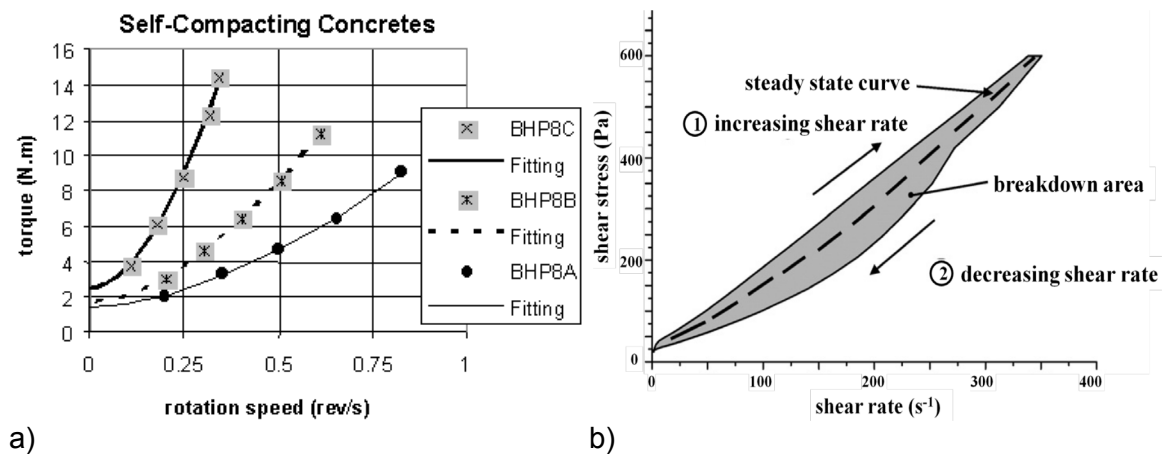 Self-Compacting Concretes
16
14
12
10
8
6
4
2
0
torque (N.m)
0
0.25
0.5
0.75
1
rotation speed (rev/s)
BHP8C
Fitting
BHP8B
Fitting
BHP8A
Fitting
a)
600
400
200
0
shear stress (Pa)
steady state curve
1 increasing shear rate
breakdown area
2 decreasing shear rate
0
100
200
300
400
shear rate (s⁻¹)
b)